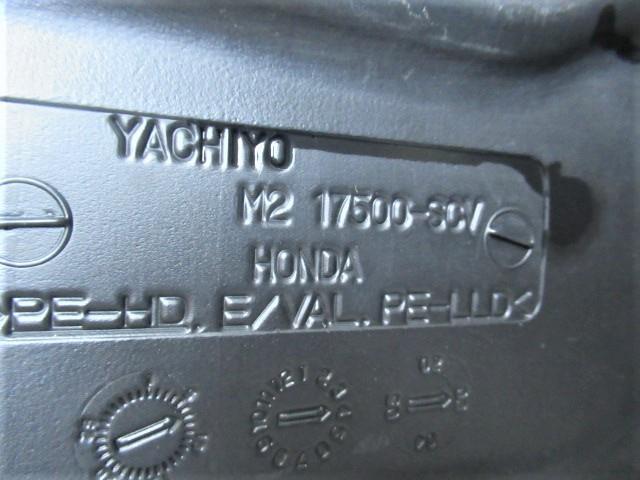 YACHIYO
M2 17500-SCV
HONDA
>PE-HD, E/VAL, PE-LLD<